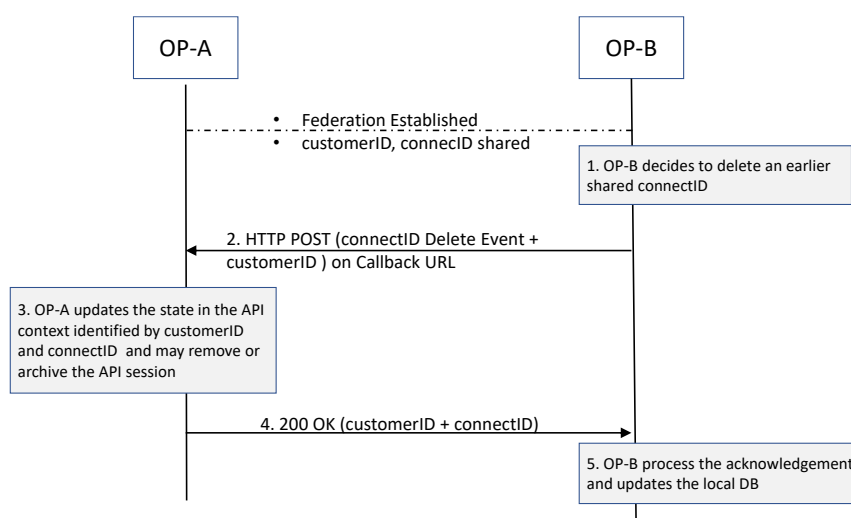 OP-A
OP-B
• Federation Established
• customerID, connecID shared
1. OP-B decides to delete an earlier
shared connectID
2. HTTP POST (connectID Delete Event +
customerID ) on Callback URL
3. OP-A updates the state in the API
context identified by customerID
and connectID and may remove or
archive the API session
4. 200 OK (customerID + connectID)
5. OP-B process the acknowledgement
and updates the local DB